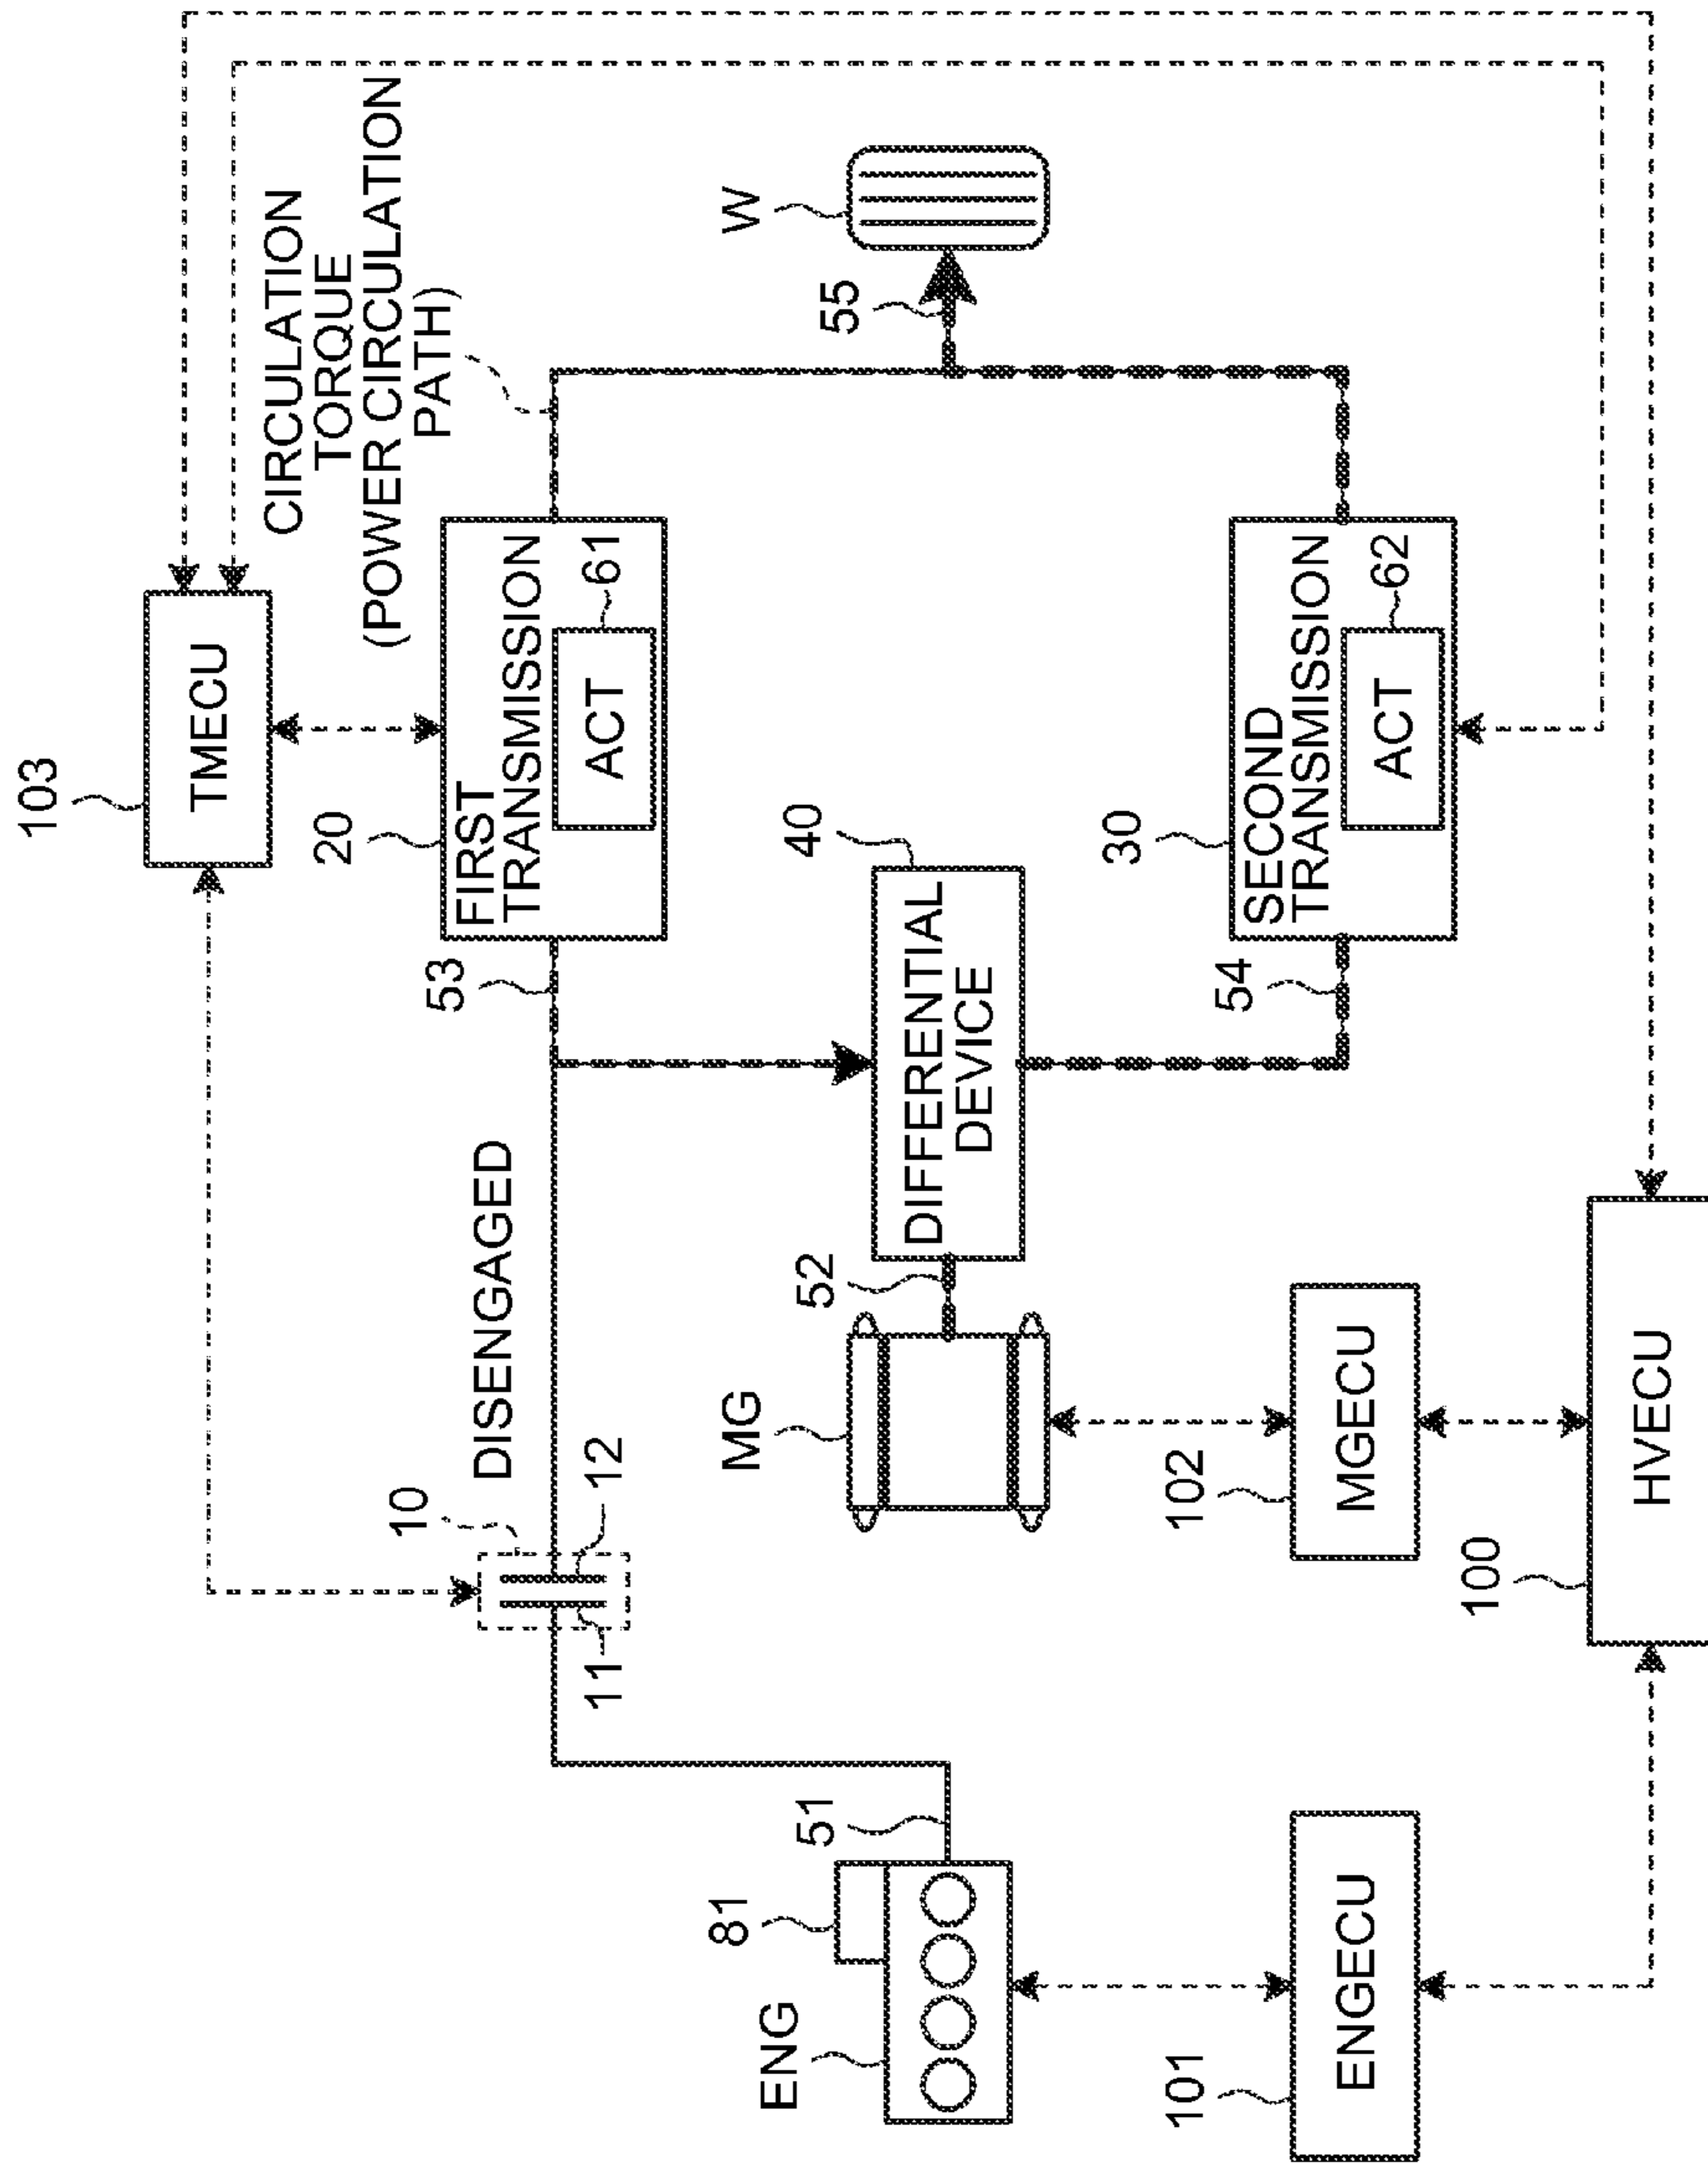 103
TMECU
CIRCULATION
TORQUE
(POWER CIRCULATION
PATH)
10
DISENGAGED
11
12
53
20
FIRST
TRANSMISSION
ACT
61
81
ENG
51
MG
52
40
DIFFERENTIAL
DEVICE
55
W
54
30
SECOND
TRANSMISSION
ACT
62
101
ENGECU
102
MGECU
100
HVECU